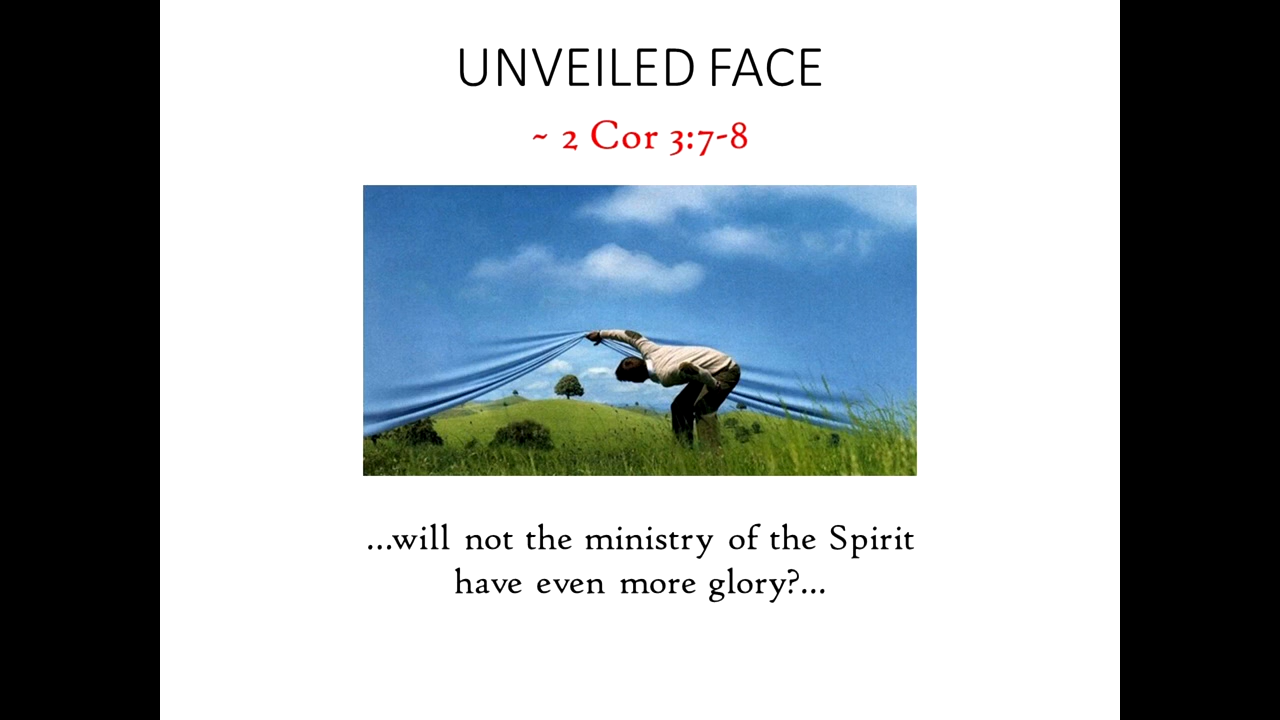 UNVEILED FACE
~ 2 Cor 3:7-8
...will not the ministry of the Spirit
have even more glory?...